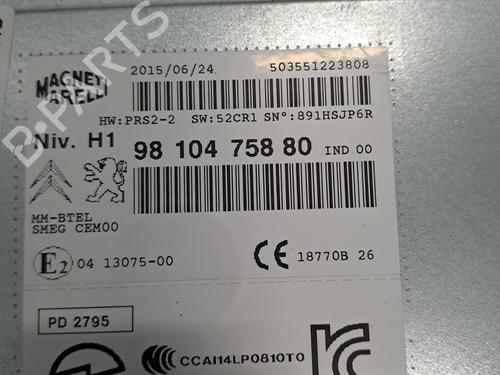 MAGNETI MARELLI
2015/06/24 503551223808
HW:PRS2-2 SW:52CR1 SN°:891HSJP6R
Niv. H1 98 104 758 80 IND 00
MM-BTEL
SMEG CEM00
E2 04 13075-00 CE 18770B 26
PD 2795
CCAI14LP0810T0
B-PARTS